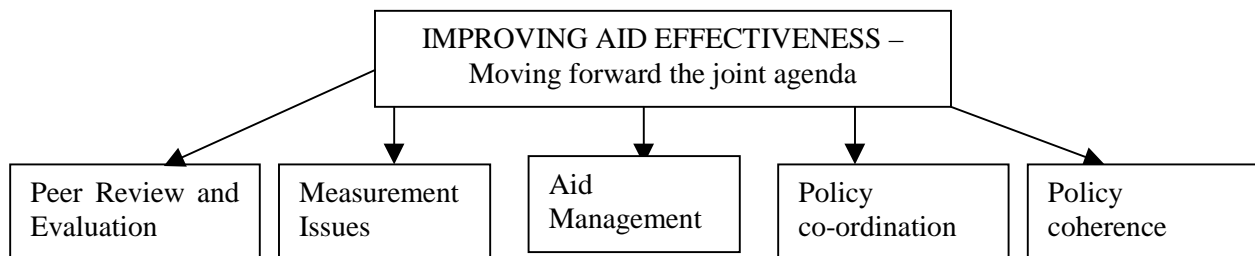 IMPROVING AID EFFECTIVENESS –
Moving forward the joint agenda
Peer Review and
Evaluation
Measurement
Issues
Aid
Management
Policy
co-ordination
Policy
coherence